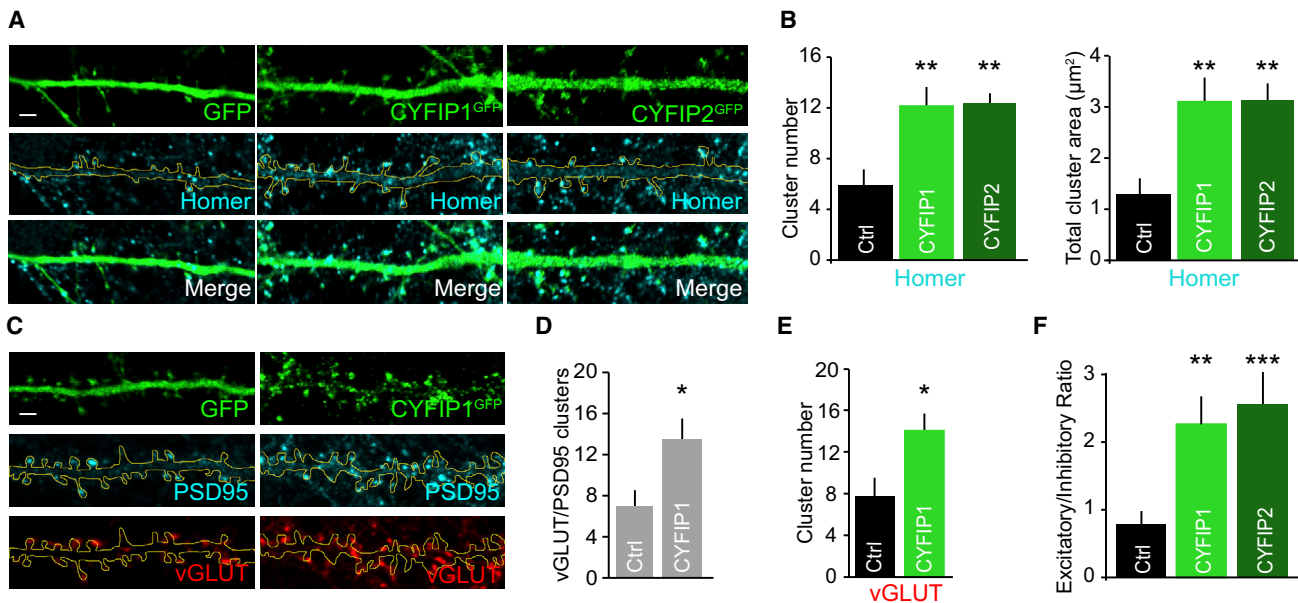 A
GFP
CYFIP1GFP
CYFIP2GFP
Homer
Homer
Homer
Merge
Merge
Merge
B
Cluster number
16
12
8
4
0
**
**
Ctrl
CYFIP1
CYFIP2
Homer
Total cluster area (μm²)
4
3
2
1
0
**
**
Ctrl
CYFIP1
CYFIP2
Homer
C
GFP
CYFIP1GFP
PSD95
PSD95
vGLUT
vGLUT
D
vGLUT/PSD95 clusters
20
16
12
8
4
0
*
Ctrl
CYFIP1
E
Cluster number
20
16
12
8
4
0
*
Ctrl
CYFIP1
vGLUT
F
Excitatory/Inhibitory Ratio
3
2
1
0
**
***
Ctrl
CYFIP1
CYFIP2